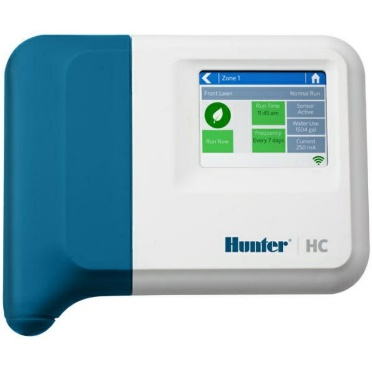 Zone 1
Front Lawn Normal Run
Run Time
11:40 am
Sensor
Active
Water Use
1504 gal
Run Now
Frequency
Every 7 days
Current
250 mA
Hunter® HC